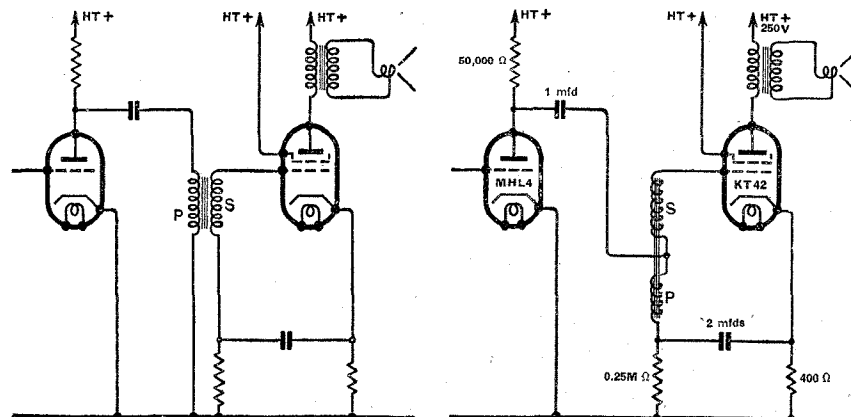 HT+
HT+
HT+
P
S
HT+
50,000 Ω
1 mfd
MHL4
HT+
HT+
250V
KT42
S
P
2 mfds
0.25M Ω
400 Ω